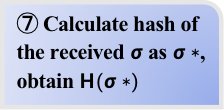 ⑦ Calculate hash of
the received σ as σ *,
obtain H(σ *)